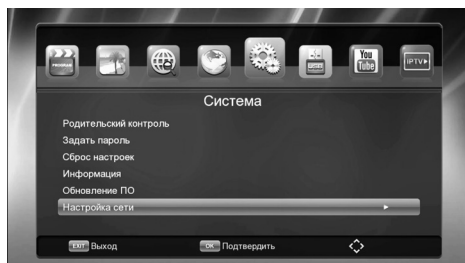 PROGRAM
You Tube
IPTV
Система
Родительский контроль
Задать пароль
Сброс настроек
Информация
Обновление ПО
Настройка сети
EXIT Выход OK Подтвердить